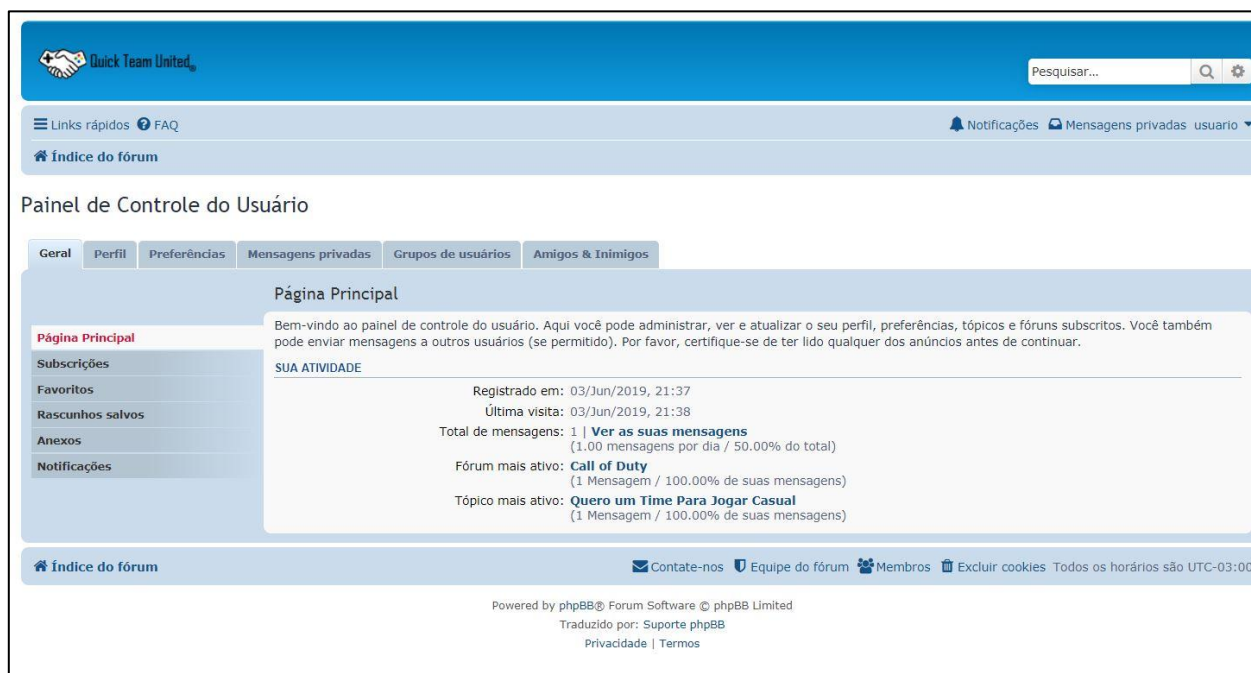 Quick Team United®
Pesquisar...
Links rápidos FAQ
Notificações Mensagens privadas usuario
Índice do fórum
Painel de Controle do Usuário
Geral Perfil Preferências Mensagens privadas Grupos de usuários Amigos & Inimigos
Página Principal
Página Principal
Subscrições
Favoritos
Rascunhos salvos
Anexos
Notificações
Bem-vindo ao painel de controle do usuário. Aqui você pode administrar, ver e atualizar o seu perfil, preferências, tópicos e fóruns subscritos. Você também
pode enviar mensagens a outros usuários (se permitido). Por favor, certifique-se de ter lido qualquer dos anúncios antes de continuar.
SUA ATIVIDADE
Registrado em: 03/Jun/2019, 21:37
Última visita: 03/Jun/2019, 21:38
Total de mensagens: 1 | Ver as suas mensagens
(1.00 mensagens por dia / 50.00% do total)
Fórum mais ativo: Call of Duty
(1 Mensagem / 100.00% de suas mensagens)
Tópico mais ativo: Quero um Time Para Jogar Casual
(1 Mensagem / 100.00% de suas mensagens)
Índice do fórum
Contate-nos Equipe do fórum Membros Excluir cookies Todos os horários são UTC-03:00
Powered by phpBB® Forum Software © phpBB Limited
Traduzido por: Suporte phpBB
Privacidade | Termos